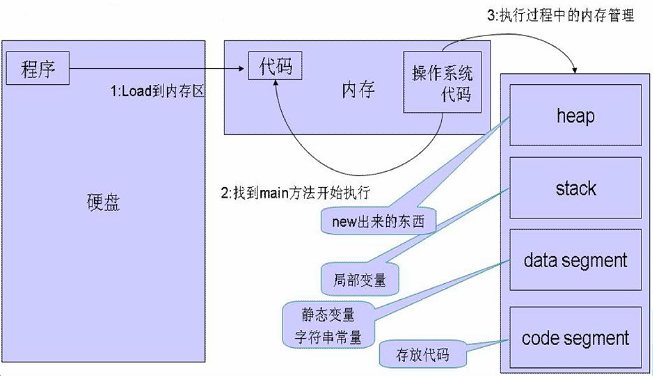 3:执行过程中的内存管理
程序
代码
操作系统
代码
内存
1:Load到内存区
heap
硬盘
2:找到main方法开始执行
stack
new出来的东西
局部变量
data segment
静态变量
字符串常量
存放代码
code segment